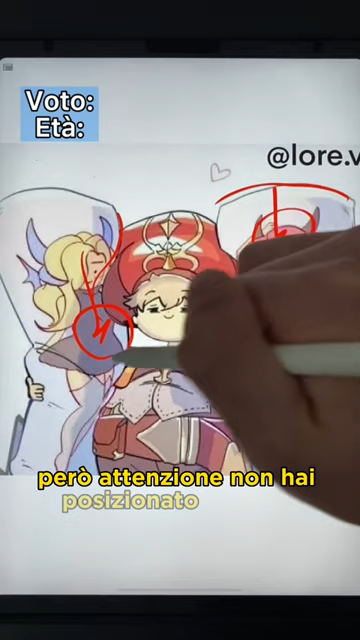 Voto:
Età:
@lore.v
però attenzione non hai
posizionato